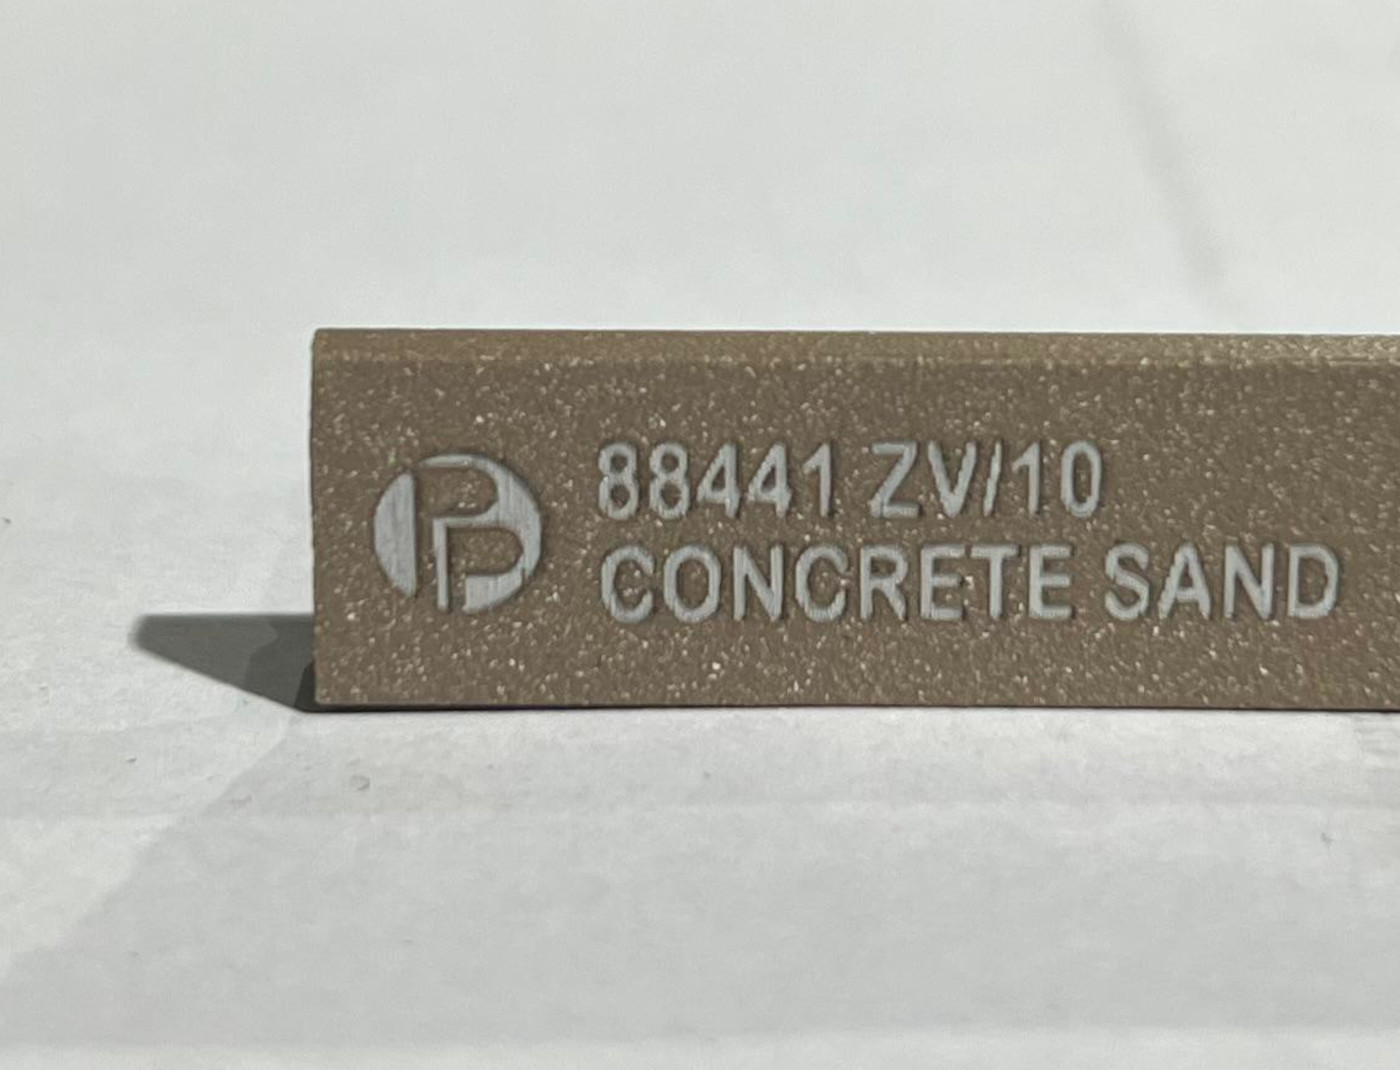 88441 ZV/10
CONCRETE SAND